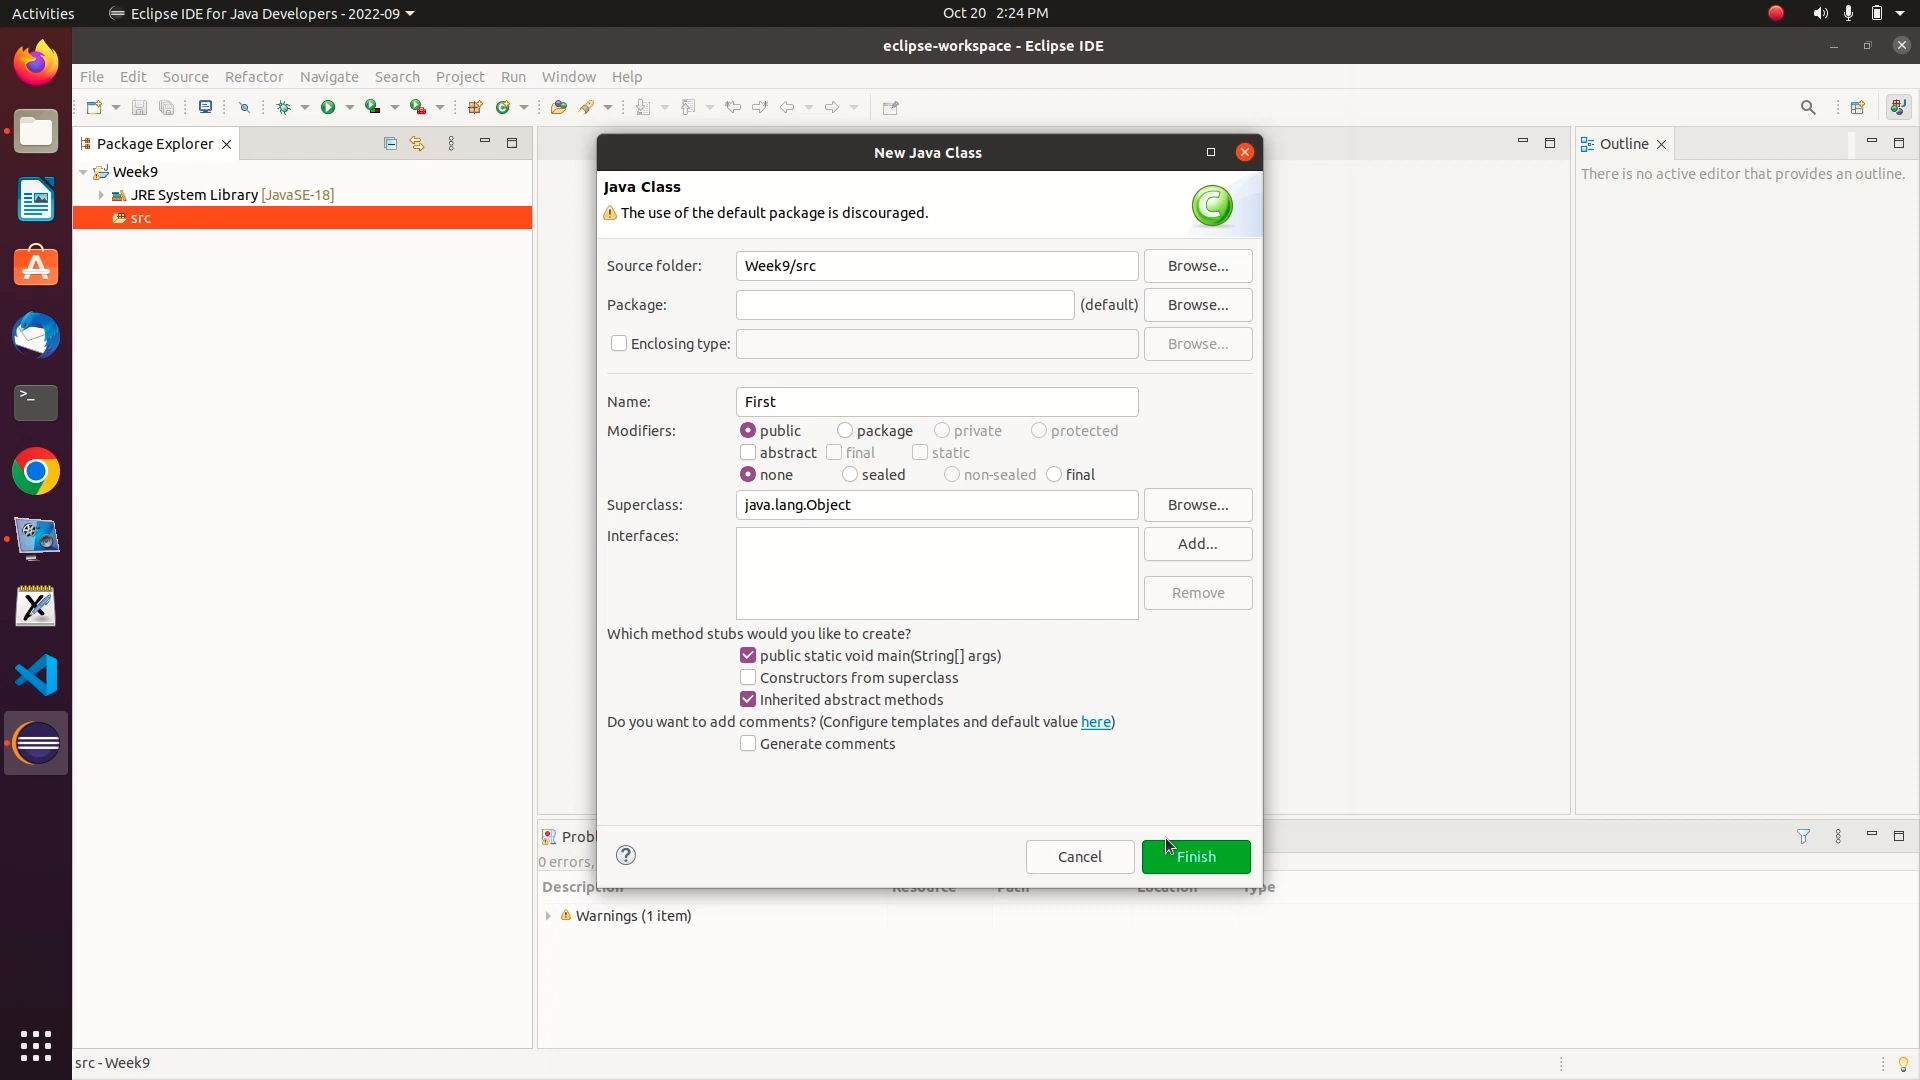 Activities
Eclipse IDE for Java Developers - 2022-09
Oct 20 2:24 PM
eclipse-workspace - Eclipse IDE
File Edit Source Refactor Navigate Search Project Run Window Help
Package Explorer
Week9
JRE System Library [JavaSE-18]
src
New Java Class
Java Class
The use of the default package is discouraged.
Source folder: Week9/src Browse...
Package: (default) Browse...
Enclosing type: Browse...
Name: First
Modifiers: public package private protected
abstract final static
none sealed non-sealed final
Superclass: java.lang.Object Browse...
Interfaces: Add...
Remove
Which method stubs would you like to create?
public static void main(String[] args)
Constructors from superclass
Inherited abstract methods
Do you want to add comments? (Configure templates and default value here)
Generate comments
Cancel Finish
Outline
There is no active editor that provides an outline.
0 errors,
Warnings (1 item)
src - Week9